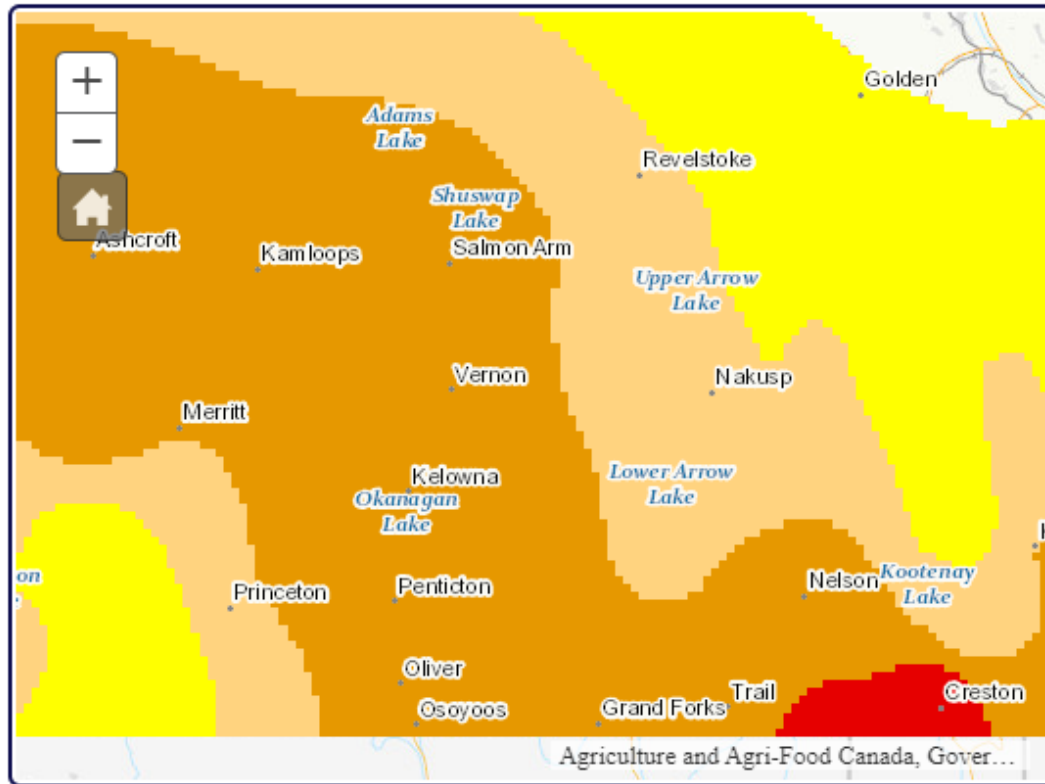 +
Golden
Adams
Lake
Revelstoke
Shuswap
Lake
Ashcroft
Kamloops
Salmon Arm
Upper Arrow
Lake
Vernon
Nakusp
Merritt
Kelowna
Lower Arrow
Lake
Okanagan
Lake
on
Princeton
Penticton
Nelson
Kootenay
Lake
Oliver
Osoyoos
Grand Forks
Trail
Creston
Agriculture and Agri-Food Canada, Gover…